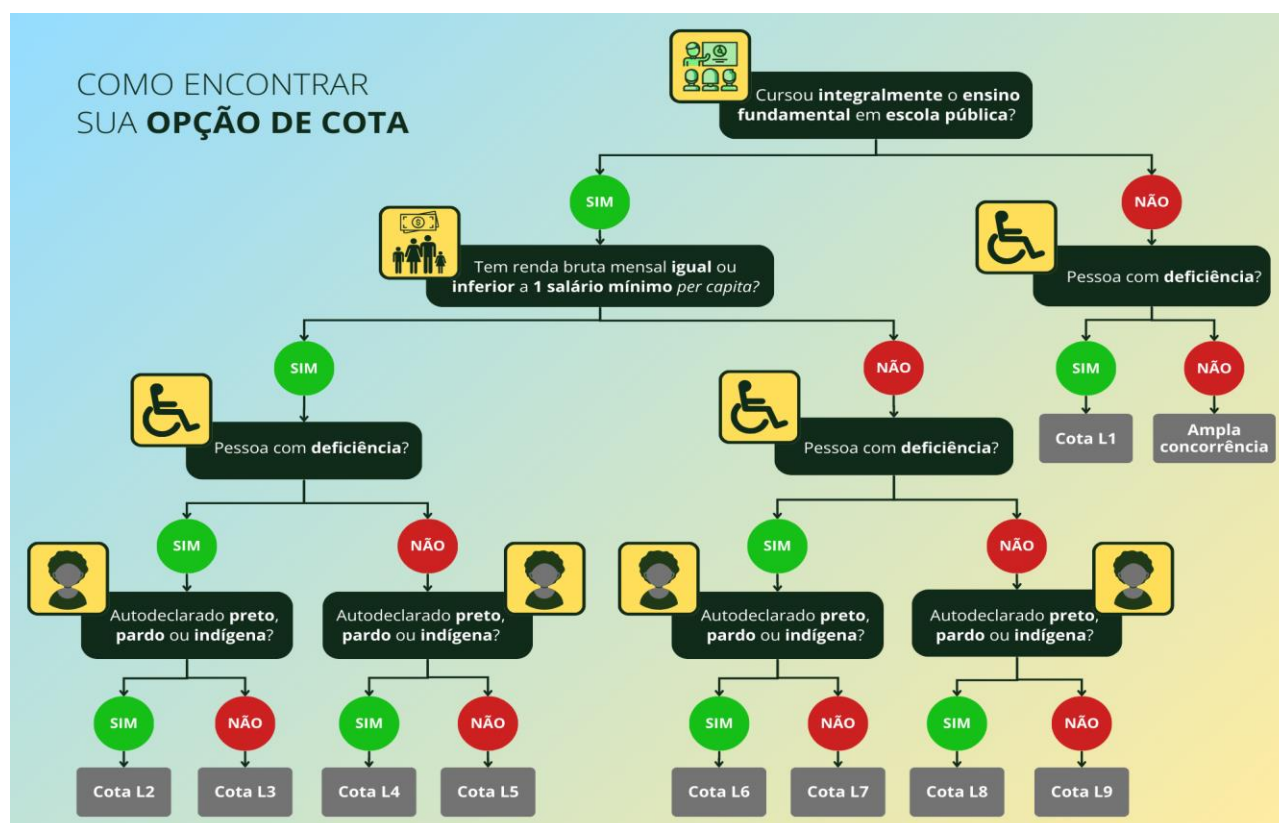 COMO ENCONTRAR
SUA OPÇÃO DE COTA
Cursou integralmente o ensino
fundamental em escola pública?
SIM
NÃO
Tem renda bruta mensal igual ou
inferior a 1 salário mínimo per capita?
Pessoa com deficiência?
SIM
NÃO
SIM
NÃO
Cota L1
Ampla
concorrência
Pessoa com deficiência?
Pessoa com deficiência?
SIM
NÃO
SIM
NÃO
Autodeclarado preto,
pardo ou indígena?
Autodeclarado preto,
pardo ou indígena?
Autodeclarado preto,
pardo ou indígena?
Autodeclarado preto,
pardo ou indígena?
SIM
NÃO
SIM
NÃO
SIM
NÃO
SIM
NÃO
Cota L2
Cota L3
Cota L4
Cota L5
Cota L6
Cota L7
Cota L8
Cota L9